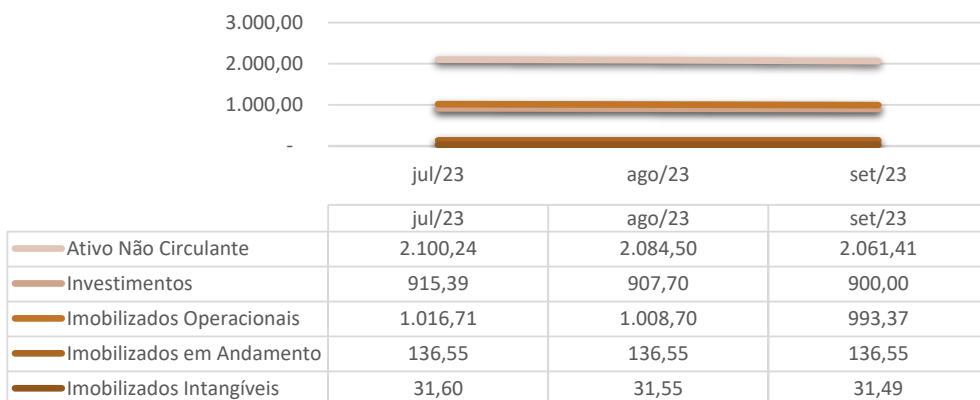 3.000,00
2.000,00
1.000,00
-
jul/23 ago/23 set/23
jul/23 ago/23 set/23
Ativo Não Circulante 2.100,24 2.084,50 2.061,41
Investimentos 915,39 907,70 900,00
Imobilizados Operacionais 1.016,71 1.008,70 993,37
Imobilizados em Andamento 136,55 136,55 136,55
Imobilizados Intangíveis 31,60 31,55 31,49